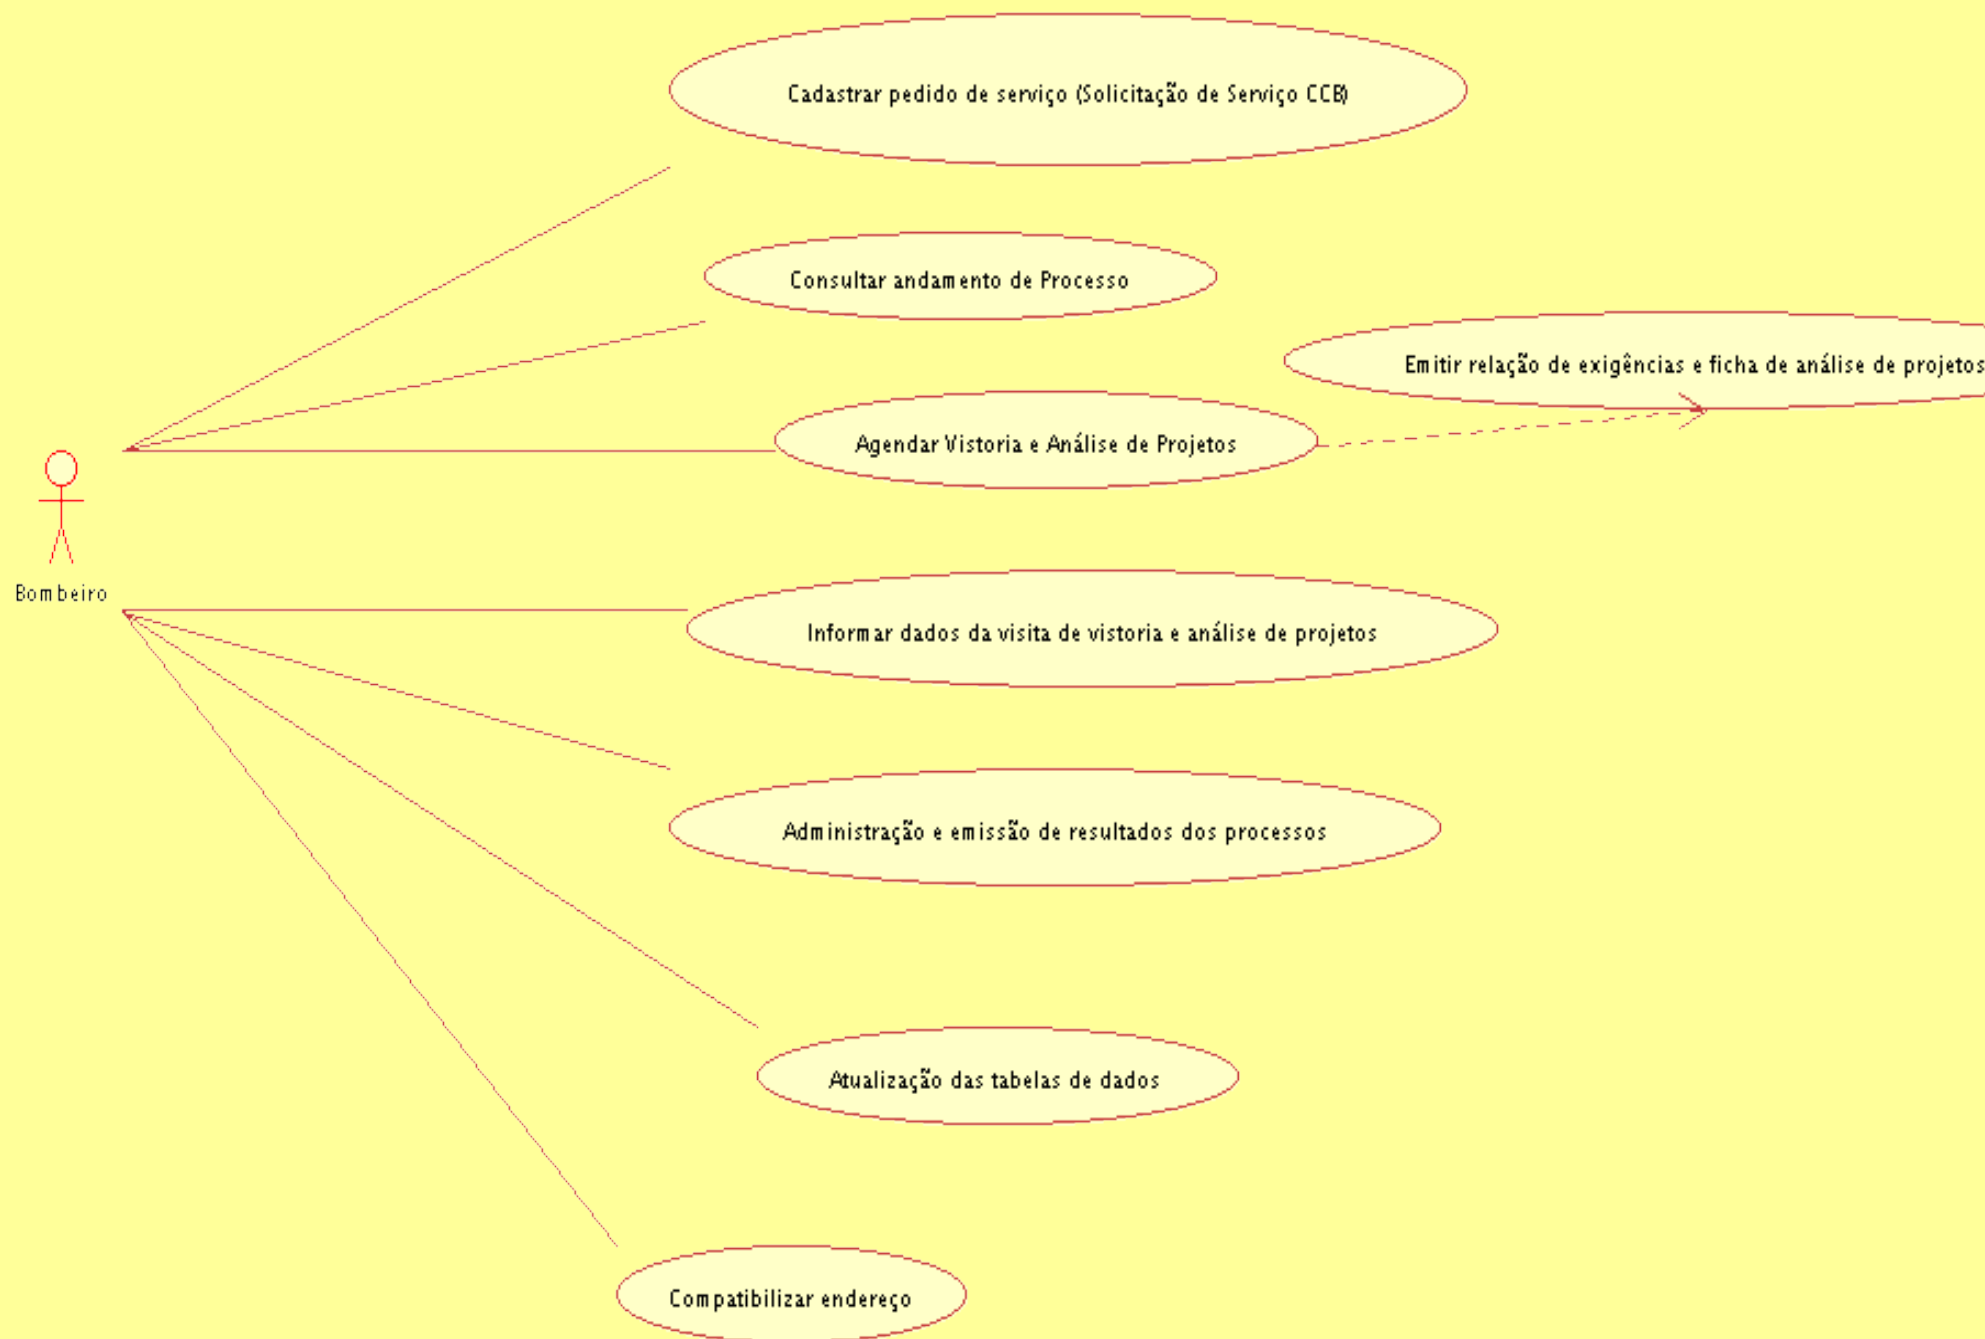 Cadastrar pedido de serviço (Solicitação de Serviço CCB)
Consultar andamento de Processo
Emitir relação de exigências e ficha de análise de projetos
Agendar Vistoria e Análise de Projetos
Bombeiro
Informar dados da visita de vistoria e análise de projetos
Administração e emissão de resultados dos processos
Atualização das tabelas de dados
Compatibilizar endereço